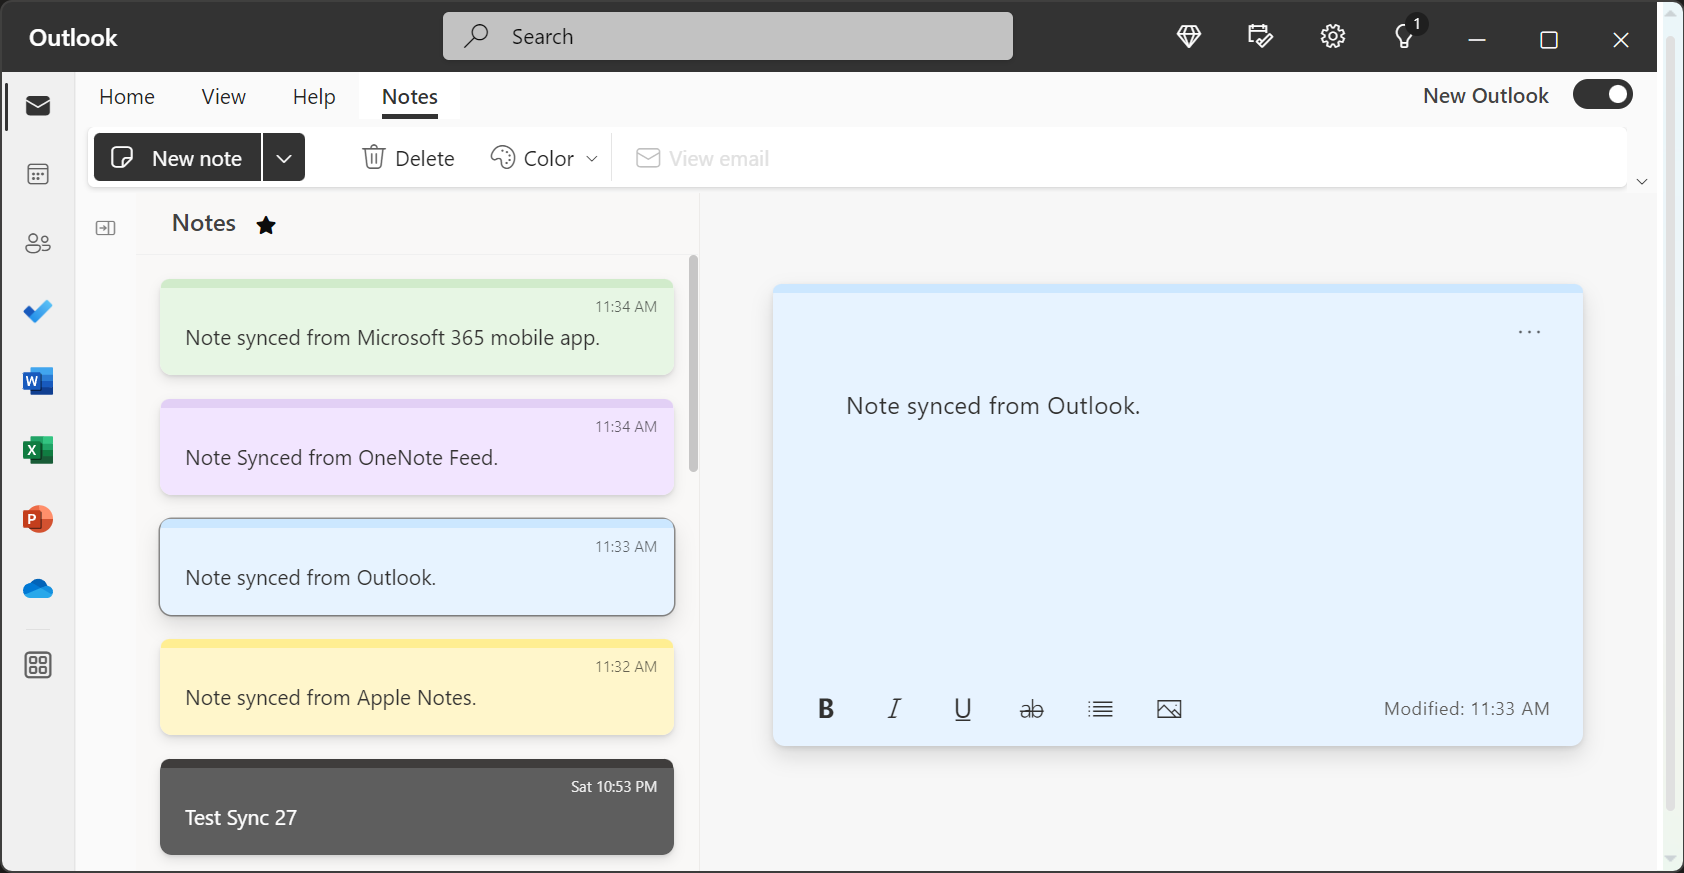 Outlook
Search
1
Home View Help Notes
New Outlook
New note Delete Color View email
Notes
11:34 AM
Note synced from Microsoft 365 mobile app.
11:34 AM
Note Synced from OneNote Feed.
11:33 AM
Note synced from Outlook.
11:32 AM
Note synced from Apple Notes.
Sat 10:53 PM
Test Sync 27
...
Note synced from Outlook.
B I U ab
Modified: 11:33 AM
W
X
P